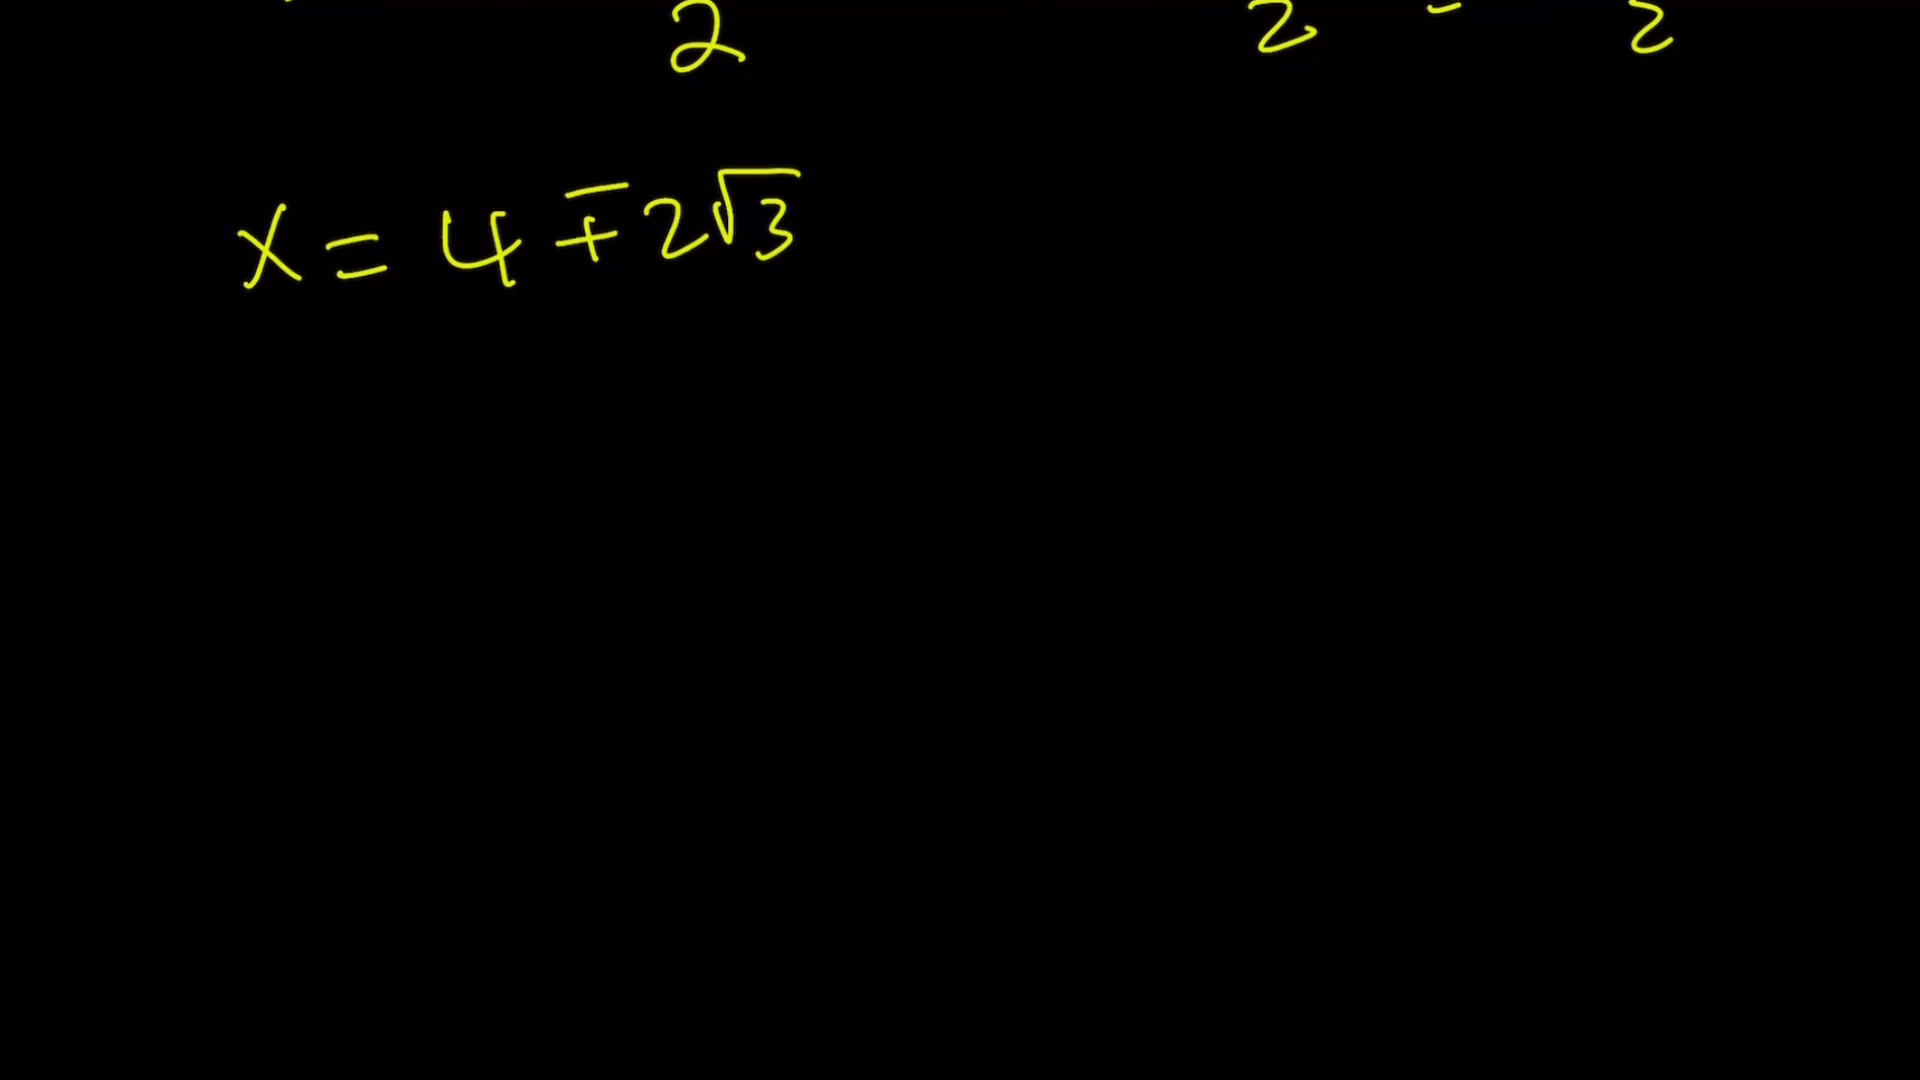 2 2 - 2
x = 4 ∓ 2√3